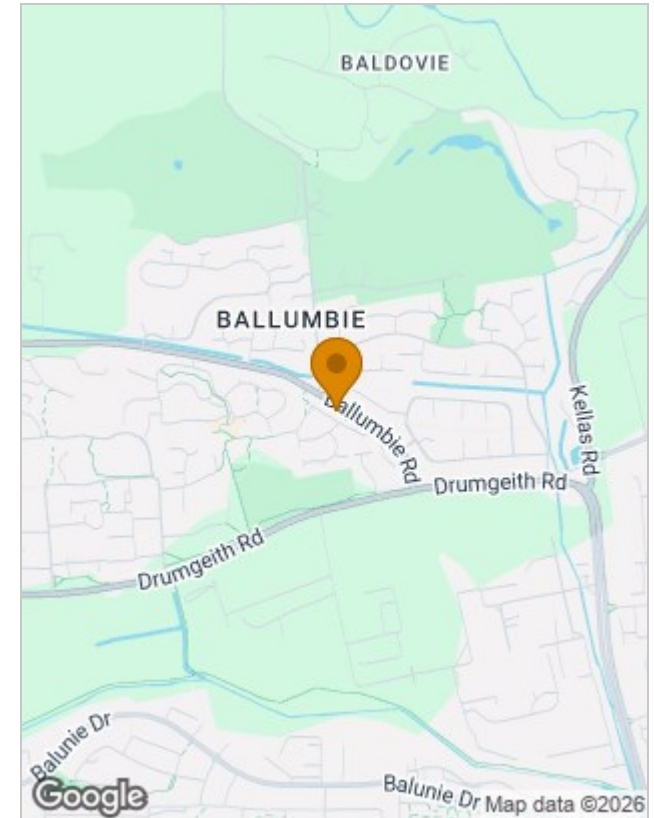 BALDOVIE
BALLUMBIE
Ballumbie Rd
Kellas Rd
Drumgeith Rd
Drumgeith Rd
Balunie Dr
Balunie Dr
Google
Map data ©2026